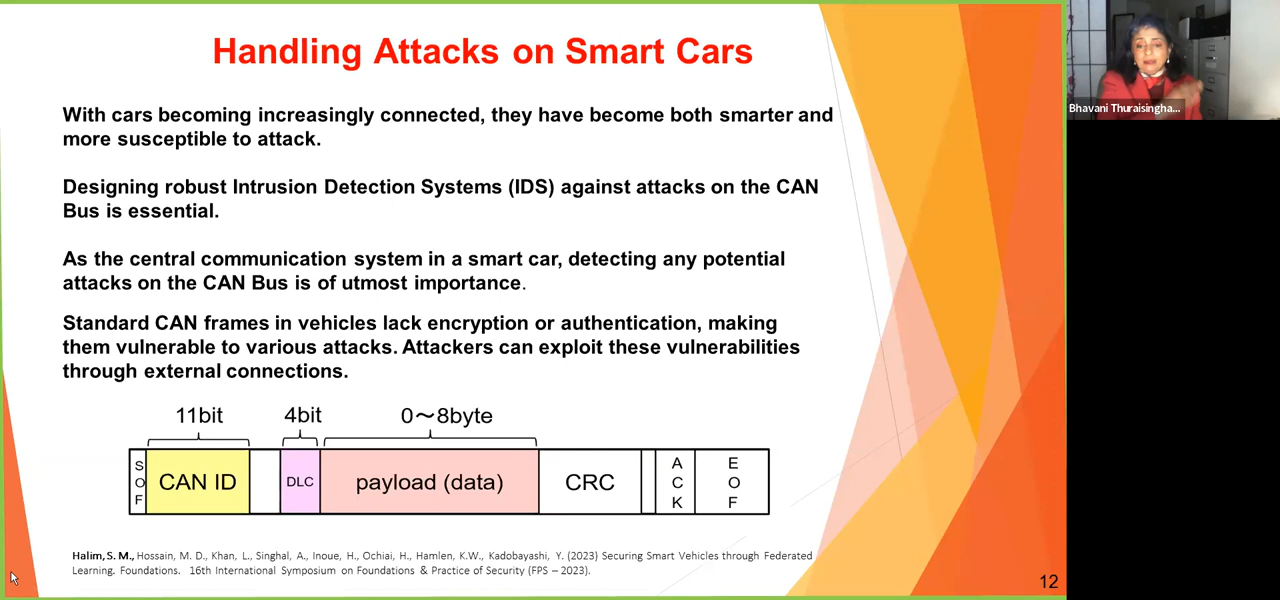 Handling Attacks on Smart Cars
With cars becoming increasingly connected, they have become both smarter and
more susceptible to attack.
Designing robust Intrusion Detection Systems (IDS) against attacks on the CAN
Bus is essential.
As the central communication system in a smart car, detecting any potential
attacks on the CAN Bus is of utmost importance.
Standard CAN frames in vehicles lack encryption or authentication, making
them vulnerable to various attacks. Attackers can exploit these vulnerabilities
through external connections.
11bit 4bit 0～8byte
SOF CAN ID DLC payload (data) CRC ACK EOF
Halim, S. M., Hossain, M. D., Khan, L., Singhal, A., Inoue, H., Ochiai, H., Hamlen, K.W., Kadobayashi, Y. (2023) Securing Smart Vehicles through Federated
Learning. Foundations. 16th International Symposium on Foundations & Practice of Security (FPS – 2023).
12
Bhavani Thuraisingha...